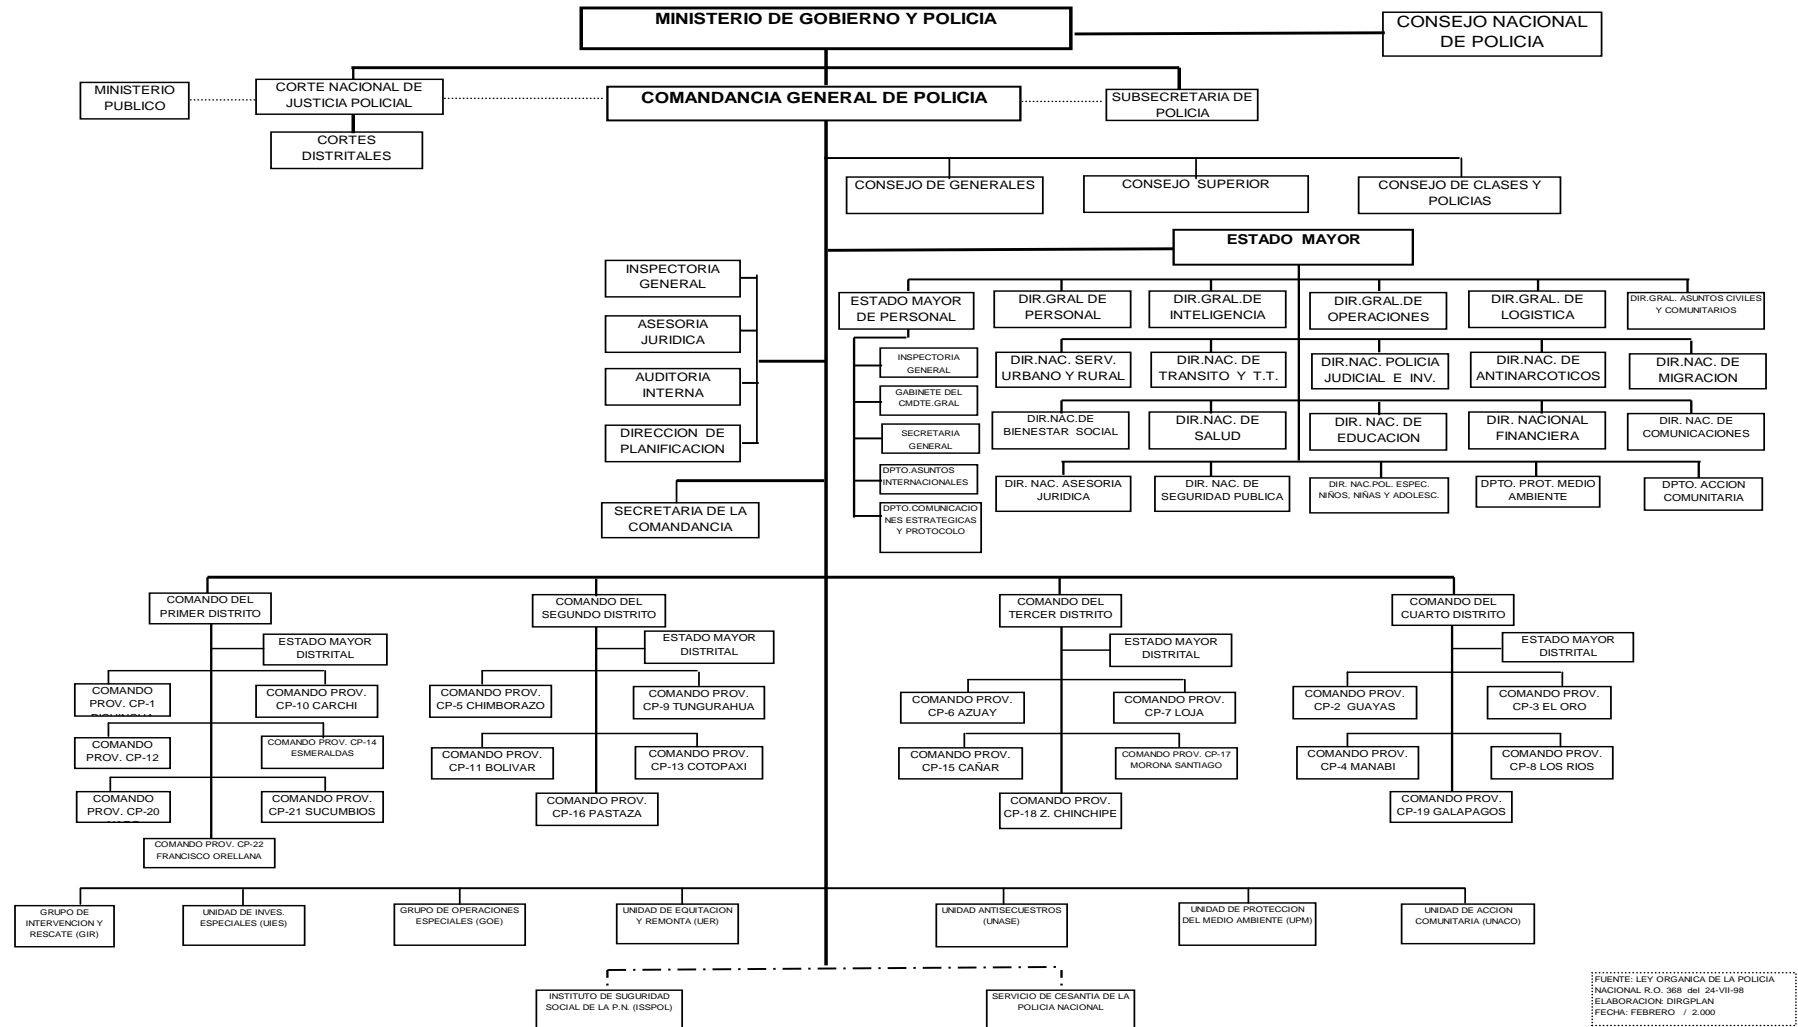 MINISTERIO DE GOBIERNO Y POLICIA
CONSEJO NACIONAL
DE POLICIA
MINISTERIO
PUBLICO
CORTE NACIONAL DE
JUSTICIA POLICIAL
COMANDANCIA GENERAL DE POLICIA
SUBSECRETARIA DE
POLICIA
CORTES
DISTRITALES
CONSEJO DE GENERALES
CONSEJO SUPERIOR
CONSEJO DE CLASES Y
POLICIAS
ESTADO MAYOR
INSPECTORIA
GENERAL
ASESORIA
JURIDICA
AUDITORIA
INTERNA
DIRECCION DE
PLANIFICACION
SECRETARIA DE LA
COMANDANCIA
ESTADO MAYOR
DE PERSONAL
INSPECTORIA
GENERAL
GABINETE DEL
CMDTE.GRAL
SECRETARIA
GENERAL
DPTO.ASUNTOS
INTERNACIONALES
DPTO.COMUNICACIO
NES ESTRATEGICAS
Y PROTOCOLO
DIR.GRAL DE
PERSONAL
DIR.GRAL.DE
INTELIGENCIA
DIR.GRAL.DE
OPERACIONES
DIR.GRAL. DE
LOGISTICA
DIR.GRAL. ASUNTOS CIVILES
Y COMUNITARIOS
DIR.NAC. SERV.
URBANO Y RURAL
DIR.NAC. DE
TRANSITO Y T.T.
DIR.NAC. POLICIA
JUDICIAL E INV.
DIR.NAC. DE
ANTINARCOTICOS
DIR.NAC. DE
MIGRACION
DIR.NAC.DE
BIENESTAR SOCIAL
DIR.NAC. DE
SALUD
DIR. NAC. DE
EDUCACION
DIR. NACIONAL
FINANCIERA
DIR. NAC. DE
COMUNICACIONES
DIR. NAC. ASESORIA
JURIDICA
DIR. NAC. DE
SEGURIDAD PUBLICA
DIR. NAC.POL. ESPEC.
NIÑOS, NIÑAS Y ADOLESC.
DPTO. PROT. MEDIO
AMBIENTE
DPTO. ACCION
COMUNITARIA
COMANDO DEL
PRIMER DISTRITO
ESTADO MAYOR
DISTRITAL
COMANDO
PROV. CP-1
COMANDO PROV.
CP-10 CARCHI
COMANDO
PROV. CP-12
COMANDO PROV. CP-14
ESMERALDAS
COMANDO
PROV. CP-20
COMANDO PROV.
CP-21 SUCUMBIOS
COMANDO PROV. CP-22
FRANCISCO ORELLANA
COMANDO DEL
SEGUNDO DISTRITO
ESTADO MAYOR
DISTRITAL
COMANDO PROV.
CP-5 CHIMBORAZO
COMANDO PROV.
CP-9 TUNGURAHUA
COMANDO PROV.
CP-11 BOLIVAR
COMANDO PROV.
CP-13 COTOPAXI
COMANDO PROV.
CP-16 PASTAZA
COMANDO DEL
TERCER DISTRITO
ESTADO MAYOR
DISTRITAL
COMANDO PROV.
CP-6 AZUAY
COMANDO PROV.
CP-7 LOJA
COMANDO PROV.
CP-15 CAÑAR
COMANDO PROV. CP-17
MORONA SANTIAGO
COMANDO PROV.
CP-18 Z. CHINCHIPE
COMANDO DEL
CUARTO DISTRITO
ESTADO MAYOR
DISTRITAL
COMANDO PROV.
CP-2 GUAYAS
COMANDO PROV.
CP-3 EL ORO
COMANDO PROV.
CP-4 MANABI
COMANDO PROV.
CP-8 LOS RIOS
COMANDO PROV.
CP-19 GALAPAGOS
GRUPO DE
INTERVENCION Y
RESCATE (GIR)
UNIDAD DE INVES.
ESPECIALES (UIES)
GRUPO DE OPERACIONES
ESPECIALES (GOE)
UNIDAD DE EQUITACION
Y REMONTA (UER)
UNIDAD ANTISECUESTROS
(UNASE)
UNIDAD DE PROTECCION
DEL MEDIO AMBIENTE (UPM)
UNIDAD DE ACCION
COMUNITARIA (UNACO)
INSTITUTO DE SUGURIDAD
SOCIAL DE LA P.N. (ISSPOL)
SERVICIO DE CESANTIA DE LA
POLICIA NACIONAL
FUENTE: LEY ORGANICA DE LA POLICIA
NACIONAL R.O. 368 del 24-VII-98
ELABORACION: DIRGPLAN
FECHA: FEBRERO / 2.000